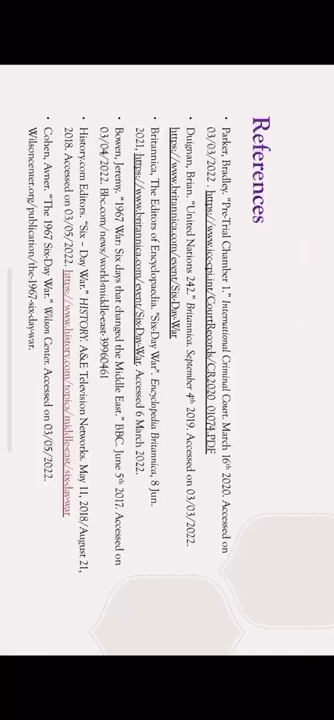 References
• Parker, Bradley. "Pre-Trial Chamber 1." International Criminal Court. March 16th 2020. Accessed on
03/03/2022 . https://www.icc-cpi.int/CourtRecords/CR2020_01074.PDF
• Duignan, Brian. "United Nations 242." Britannica. September 4th 2019. Accessed on 03/03/2022.
https://www.britannica.com/event/Six-Day-War
• Britannica, The Editors of Encyclopaedia. "Six-Day War". Encyclopedia Britannica, 8 Jun.
2021, https://www.britannica.com/event/Six-Day-War. Accessed 6 March 2022.
• Bowen, Jeremy. "1967 War: Six days that changed the Middle East." BBC. June 5th 2017. Accessed on
03/04/2022. Bbc.com/news/world-middle-east-39960461
• History.com Editors. "Six – Day War." HISTORY. A&E Television Networks. May 11, 2018/August 21,
2018. Accessed on 03/05/2022. https://www.history.com/topics/middle-east/six-day-war
• Cohen, Avner. "The 1967 Six-Day War." Wilson Center. Accessed on 03/05/2022.
Wilsoncenter.org/publication/the-1967-six-day-war.